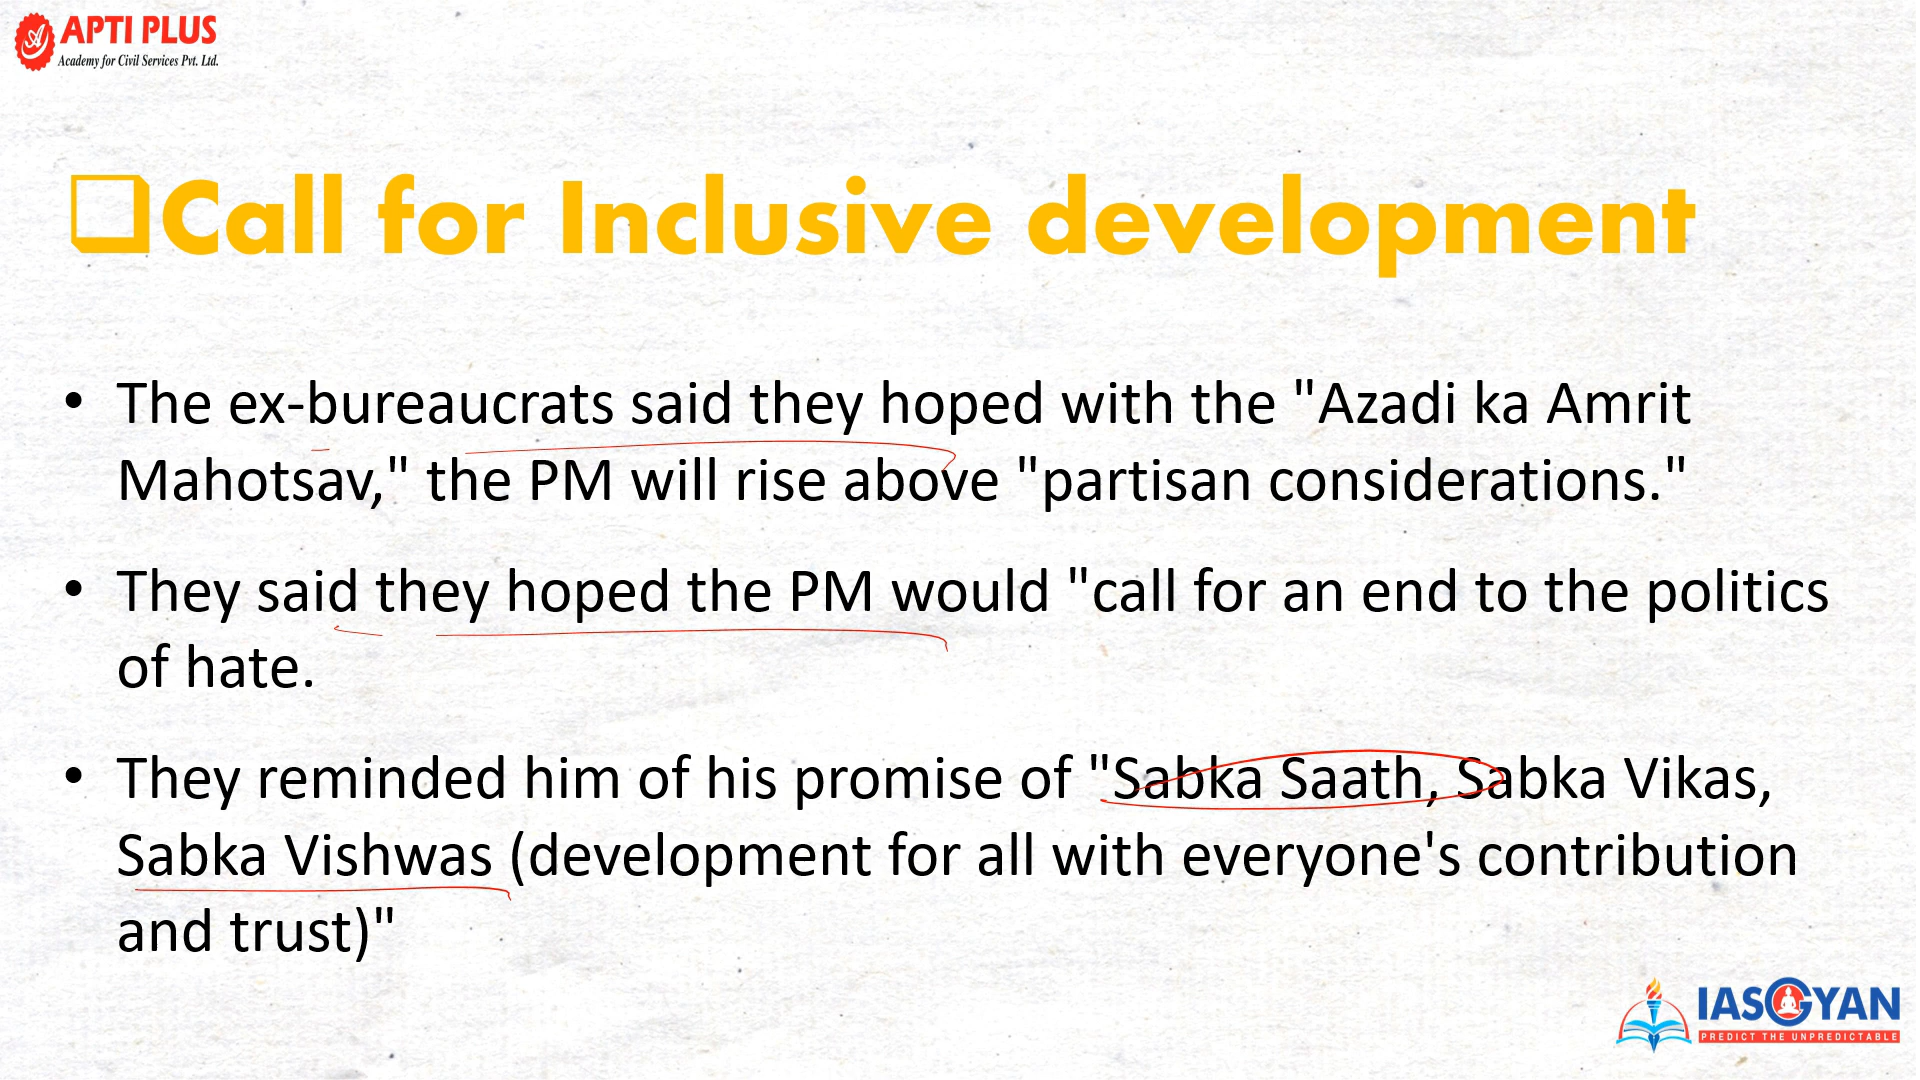 APTI PLUS
Academy for Civil Services Pvt. Ltd.
❑Call for Inclusive development
• The ex-bureaucrats said they hoped with the "Azadi ka Amrit
Mahotsav," the PM will rise above "partisan considerations."
• They said they hoped the PM would "call for an end to the politics
of hate.
• They reminded him of his promise of "Sabka Saath, Sabka Vikas,
Sabka Vishwas (development for all with everyone's contribution
and trust)"
IASGYAN
PREDICT THE UNPREDICTABLE